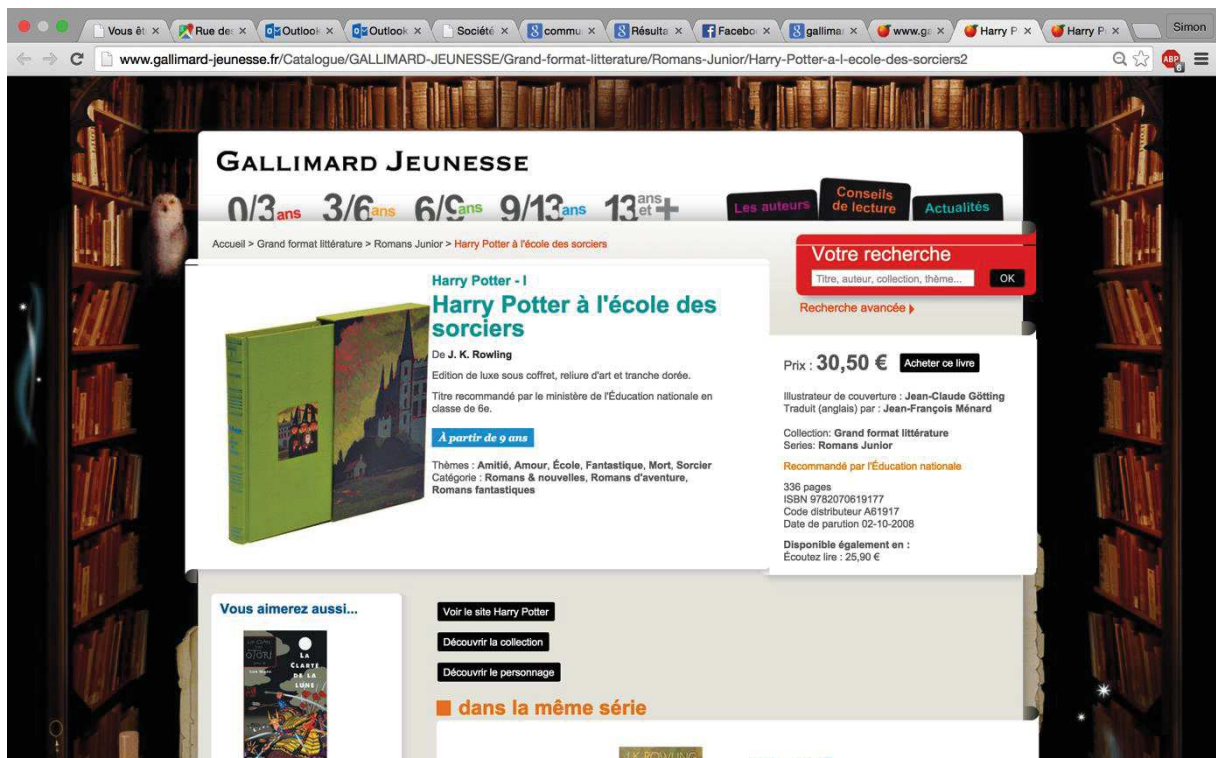 Vous êt
Rue de
Outlook
Outlook
Société
commu
Résulta
Facebo
gallima
www.ga
Harry P
Harry P
Simon
www.gallimard-jeunesse.fr/Catalogue/GALLIMARD-JEUNESSE/Grand-format-litterature/Romans-Junior/Harry-Potter-a-l-ecole-des-sorciers2
ABP
6
GALLIMARD JEUNESSE
0/3 ans 3/6 ans 6/9 ans 9/13 ans 13 ans et +
Les auteurs
Conseils
de lecture
Actualités
Accueil > Grand format littérature > Romans Junior > Harry Potter à l'école des sorciers
Votre recherche
Titre, auteur, collection, thème... OK
Recherche avancée
Harry Potter - I
Harry Potter à l'école des
sorciers
De J. K. Rowling
Edition de luxe sous coffret, reliure d'art et tranche dorée.
Titre recommandé par le ministère de l'Éducation nationale en
classe de 6e.
À partir de 9 ans
Thèmes : Amitié, Amour, École, Fantastique, Mort, Sorcier
Catégorie : Romans & nouvelles, Romans d'aventure,
Romans fantastiques
Prix : 30,50 € Acheter ce livre
Illustrateur de couverture : Jean-Claude Götting
Traduit (anglais) par : Jean-François Ménard
Collection: Grand format littérature
Series: Romans Junior
Recommandé par l'Éducation nationale
336 pages
ISBN 9782070619177
Code distributeur A61917
Date de parution 02-10-2008
Disponible également en :
Écoutez lire : 25,90 €
Vous aimerez aussi...
OTOTU
LA
CLARTÉ
DE LA
LUNE
Voir le site Harry Potter
Découvrir la collection
Découvrir le personnage
dans la même série
J.K. ROWLING